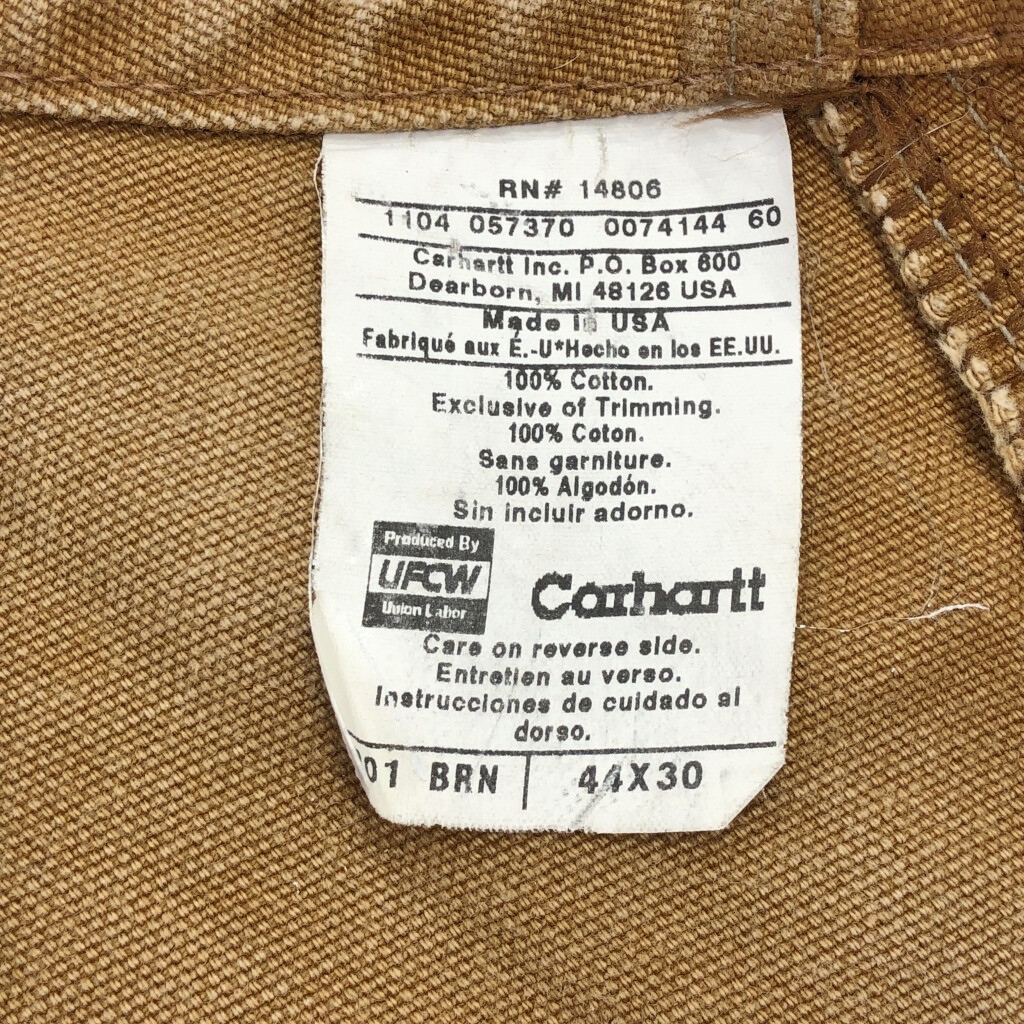 RN# 14806
1104 057370 0074144 60
Carhartt Inc. P.O. Box 600
Dearborn, MI 48126 USA
Made in USA
Fabriqué aux É.-U*Hecho en los EE.UU.
100% Cotton.
Exclusive of Trimming.
100% Coton.
Sans garniture.
100% Algodón.
Sin incluir adorno.
Produced By
UFCW
Union Labor
Carhartt
Care on reverse side.
Entretien au verso.
Instrucciones de cuidado al
dorso.
BRN 44X30